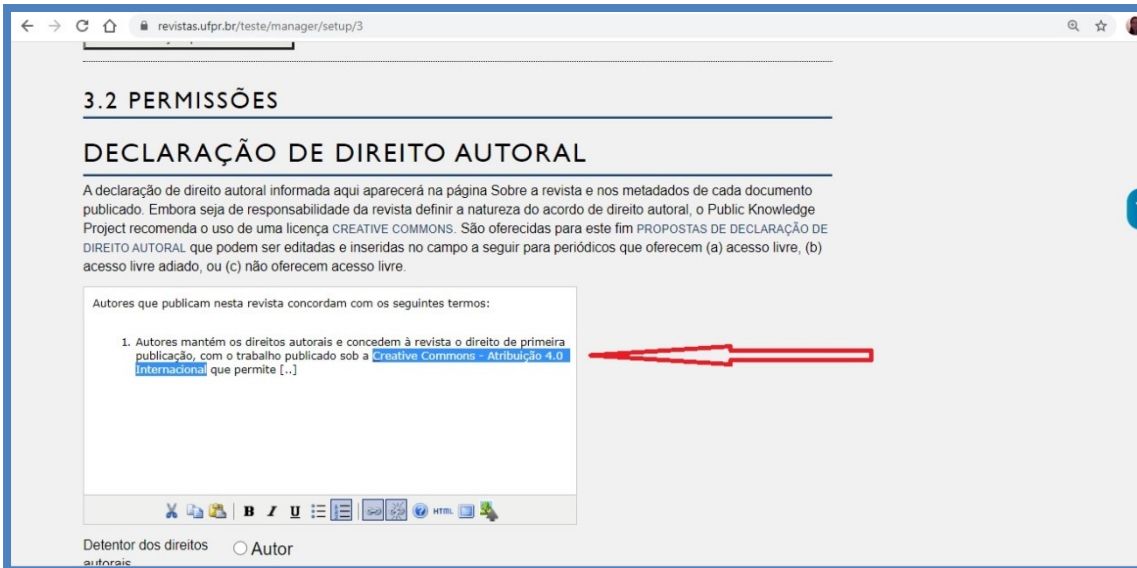 revistas.ufpr.br/teste/manager/setup/3
3.2 PERMISSÕES
DECLARAÇÃO DE DIREITO AUTORAL
A declaração de direito autoral informada aqui aparecerá na página Sobre a revista e nos metadados de cada documento
publicado. Embora seja de responsabilidade da revista definir a natureza do acordo de direito autoral, o Public Knowledge
Project recomenda o uso de uma licença CREATIVE COMMONS. São oferecidas para este fim PROPOSTAS DE DECLARAÇÃO DE
DIREITO AUTORAL que podem ser editadas e inseridas no campo a seguir para periódicos que oferecem (a) acesso livre, (b)
acesso livre adiado, ou (c) não oferecem acesso livre.
Autores que publicam nesta revista concordam com os seguintes termos:
1. Autores mantém os direitos autorais e concedem à revista o direito de primeira
publicação, com o trabalho publicado sob a Creative Commons - Atribuição 4.0
Internacional que permite [..]
B I U HTML
Detentor dos direitos Autor
autorais